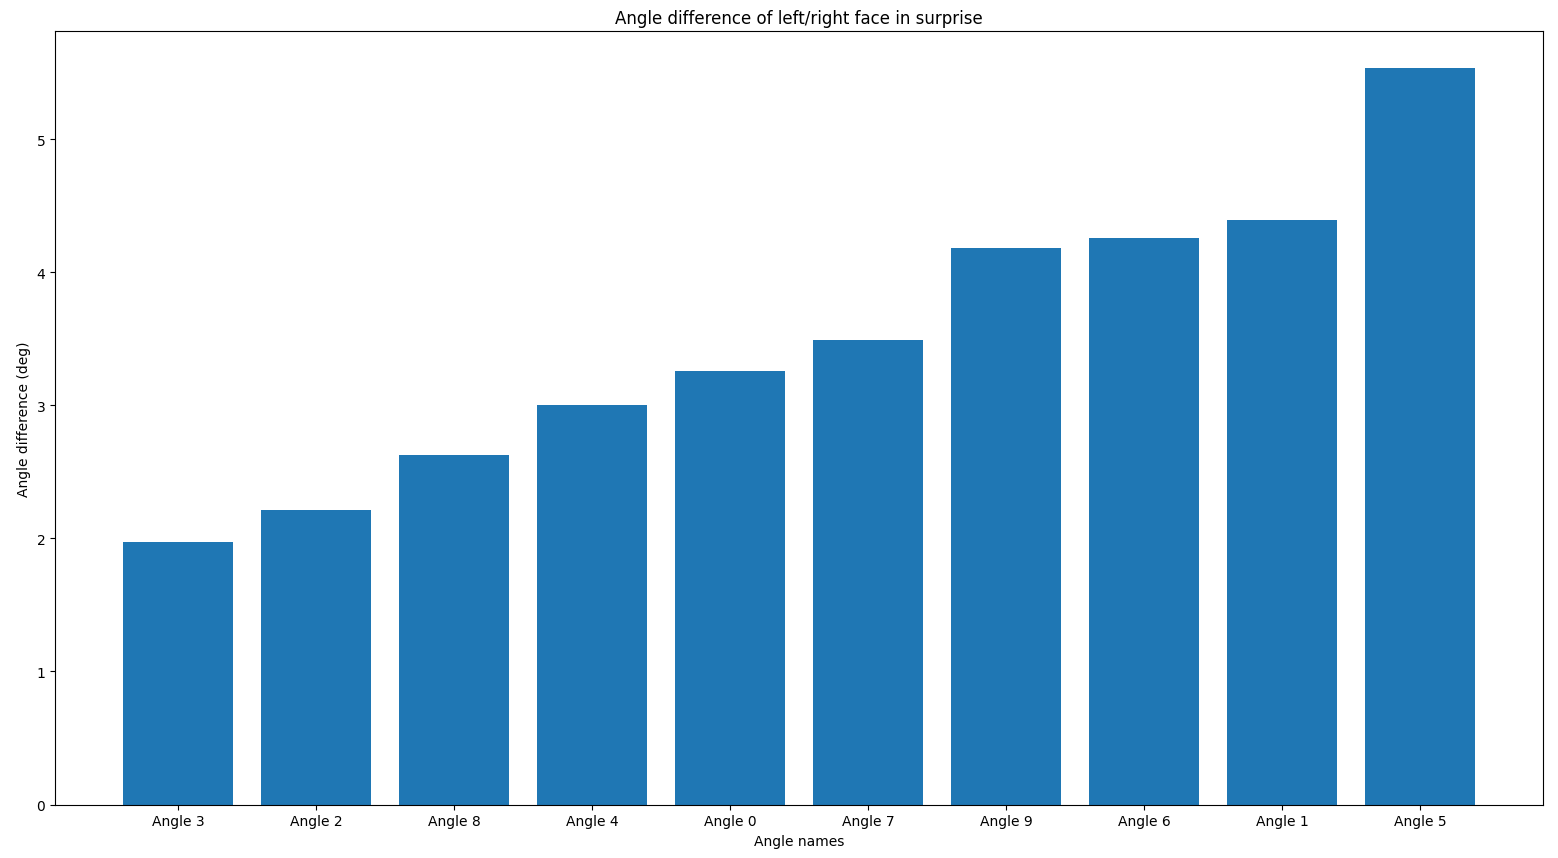 Angle difference of left/right face in surprise
Angle difference (deg)
5
4
3
2
1
0
Angle 3 Angle 2 Angle 8 Angle 4 Angle 0 Angle 7 Angle 9 Angle 6 Angle 1 Angle 5
Angle names